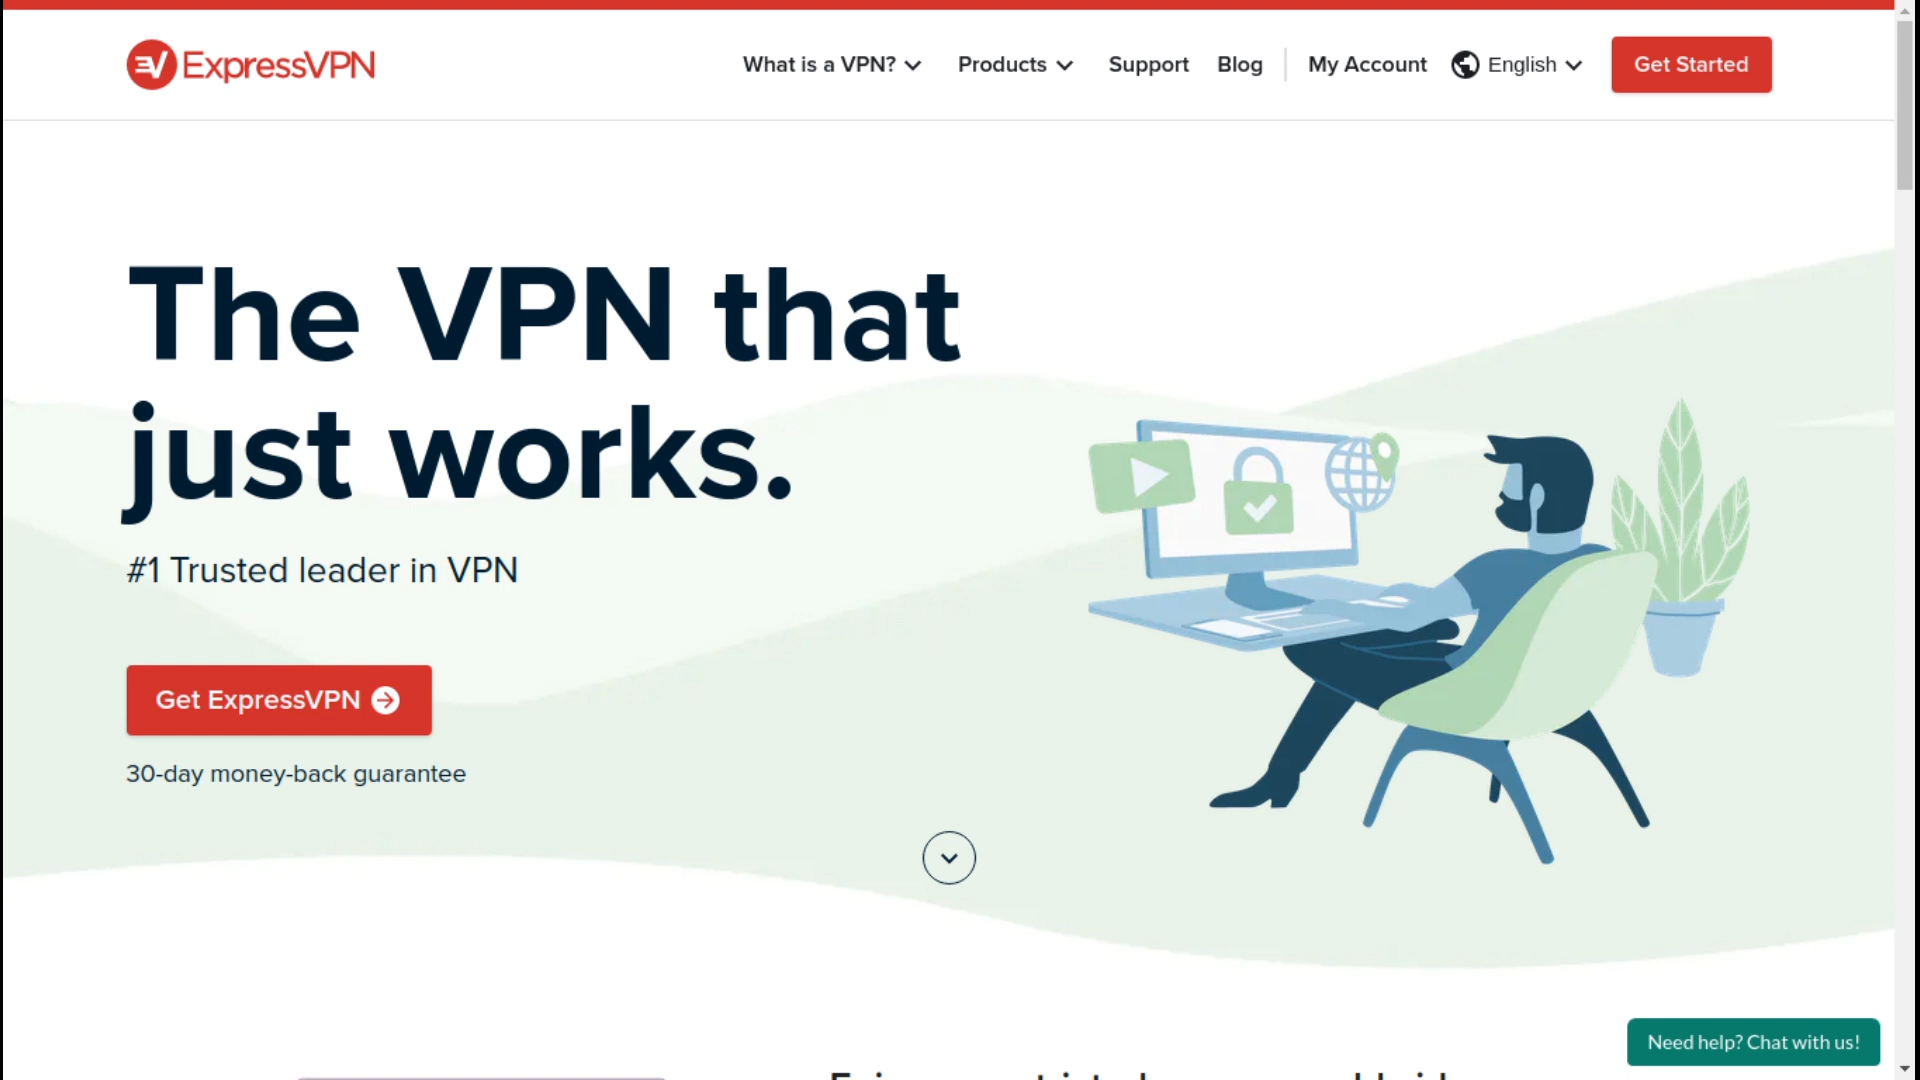 ExpressVPN
What is a VPN?
Products
Support
Blog
My Account
English
Get Started
The VPN that
just works.
#1 Trusted leader in VPN
Get ExpressVPN
30-day money-back guarantee
Need help? Chat with us!